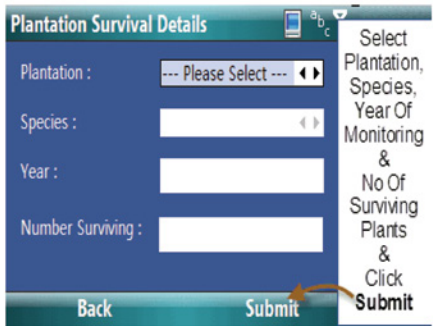 Plantation Survival Details
abc
Plantation :
--- Please Select ---
Species :
Year :
Number Surviving :
Back
Submit
Select
Plantation,
Species,
Year Of
Monitoring
&
No Of
Surviving
Plants
&
Click
Submit